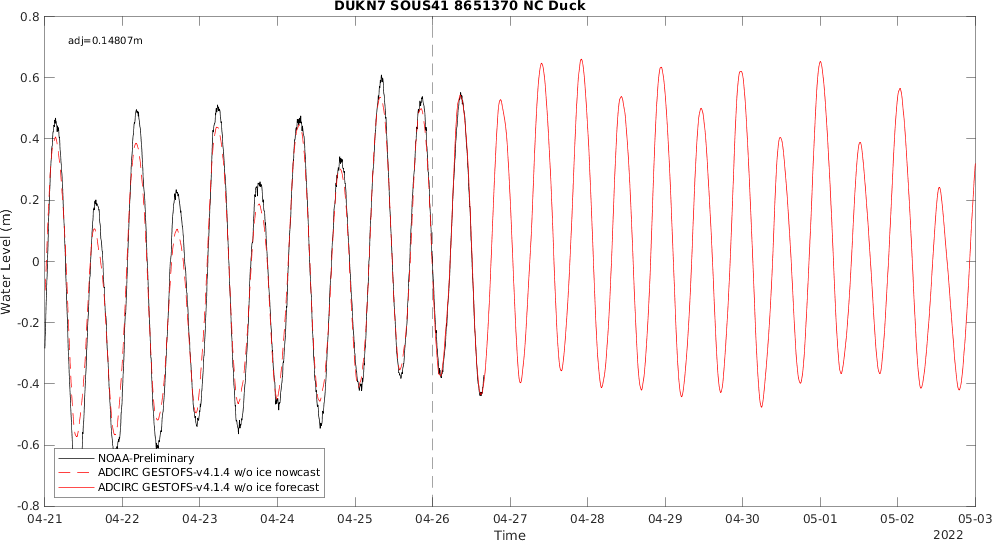 DUKN7 SOUS41 8651370 NC Duck
adj=0.14807m
0.8
0.6
0.4
0.2
0
-0.2
-0.4
-0.6
-0.8
Water Level (m)
NOAA-Preliminary
ADCIRC GESTOFS-v4.1.4 w/o ice nowcast
ADCIRC GESTOFS-v4.1.4 w/o ice forecast
04-21 04-22 04-23 04-24 04-25 04-26 04-27 04-28 04-29 04-30 05-01 05-02 05-03
Time
2022